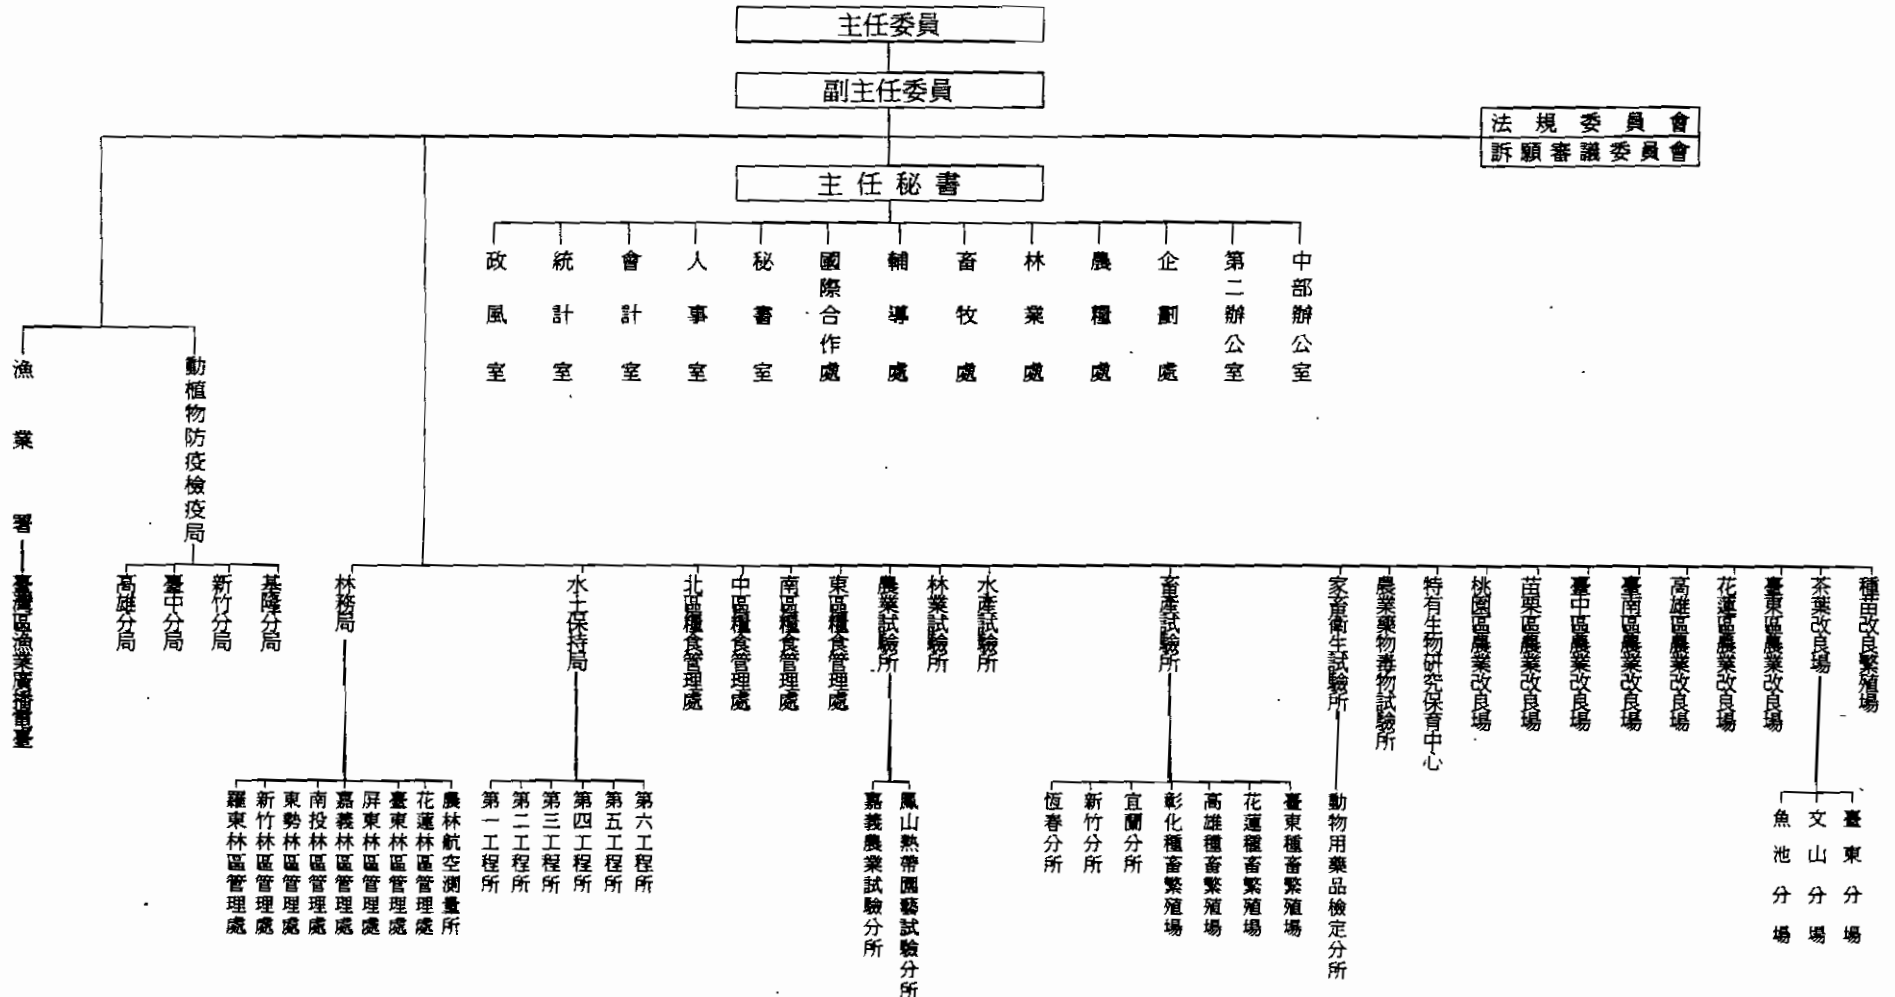 主任委員
副主任委員
法規委員會
訴願審議委員會
主任秘書
政風室
統計室
會計室
人事室
秘書室
國際合作處
輔導處
畜牧處
林業處
農糧處
企劃處
第二辦公室
中部辦公室
漁業署
動植物防疫檢疫局
臺灣區漁業廣播電臺
高雄分局
臺中分局
新竹分局
基隆分局
林務局
水土保持局
北區糧食管理處
中區糧食管理處
南區糧食管理處
東區糧食管理處
農業試驗所
林業試驗所
水產試驗所
畜產試驗所
家畜衛生試驗所
農業藥物毒物試驗所
特有生物研究保育中心
桃園區農業改良場
苗栗區農業改良場
臺中區農業改良場
臺南區農業改良場
高雄區農業改良場
花蓮區農業改良場
臺東區農業改良場
茶葉改良場
種苗改良繁殖場
羅東林區管理處
新竹林區管理處
東勢林區管理處
南投林區管理處
嘉義林區管理處
屏東林區管理處
臺東林區管理處
花蓮林區管理處
農林航空測量所
第一工程所
第二工程所
第三工程所
第四工程所
第五工程所
第六工程所
嘉義農業試驗分所
鳳山熱帶園藝試驗分所
恆春分所
新竹分所
宜蘭分所
彰化種畜繁殖場
高雄種畜繁殖場
花蓮種畜繁殖場
臺東種畜繁殖場
動物用藥品檢定分所
魚池分場
文山分場
臺東分場